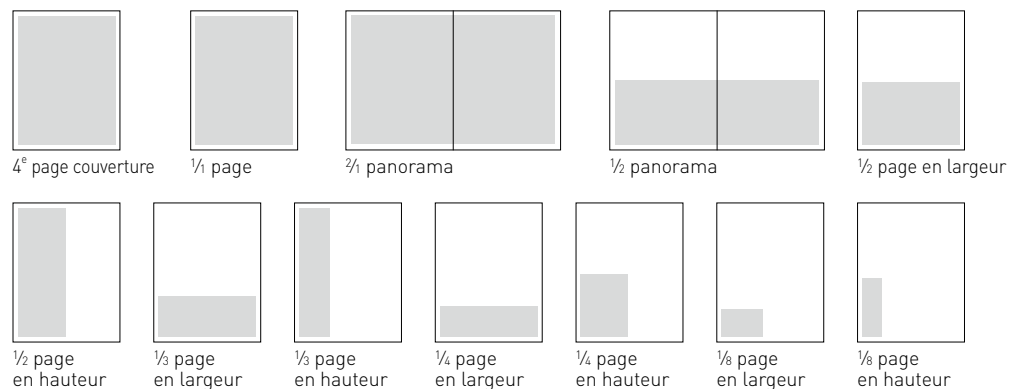 4ᵉ page couverture
1/1 page
2/1 panorama
1/2 panorama
1/2 page en largeur
1/2 page
en hauteur
1/3 page
en largeur
1/3 page
en hauteur
1/4 page
en largeur
1/4 page
en hauteur
1/8 page
en largeur
1/8 page
en hauteur